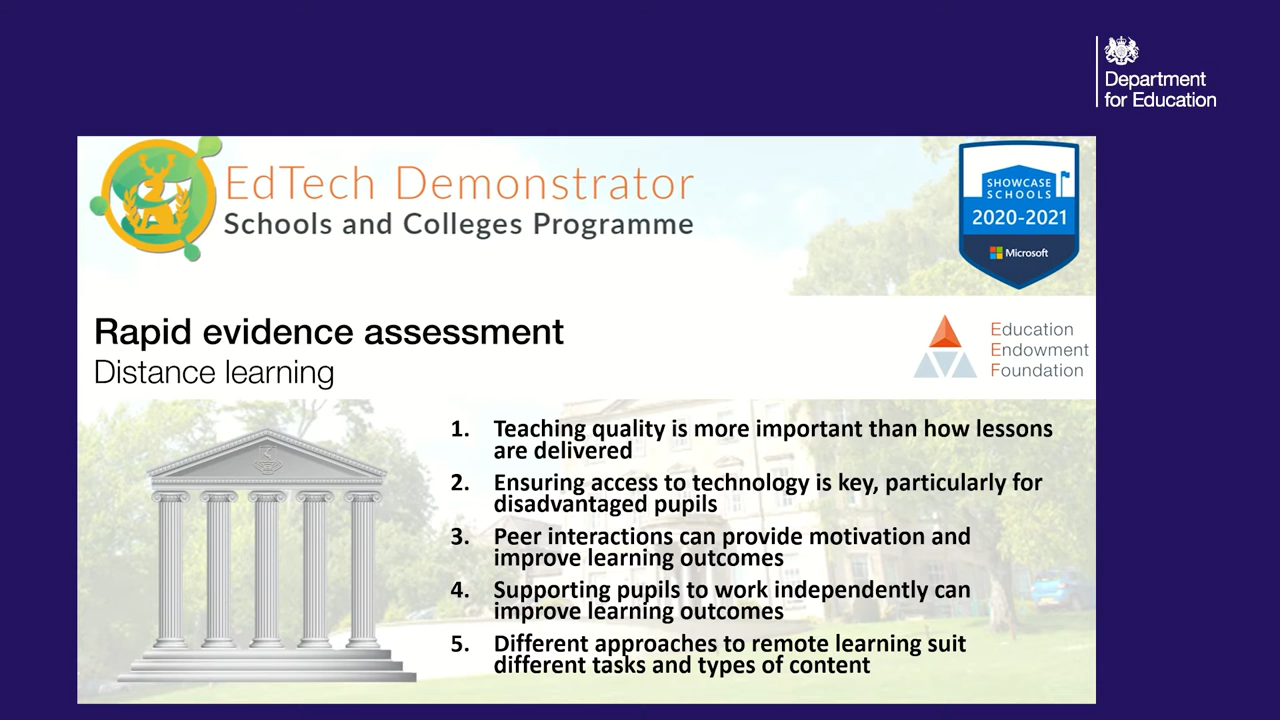 Department
for Education
EdTech Demonstrator
Schools and Colleges Programme
SHOWCASE
SCHOOLS
2020-2021
Microsoft
Rapid evidence assessment
Distance learning
Education
Endowment
Foundation
1. Teaching quality is more important than how lessons
are delivered
2. Ensuring access to technology is key, particularly for
disadvantaged pupils
3. Peer interactions can provide motivation and
improve learning outcomes
4. Supporting pupils to work independently can
improve learning outcomes
5. Different approaches to remote learning suit
different tasks and types of content